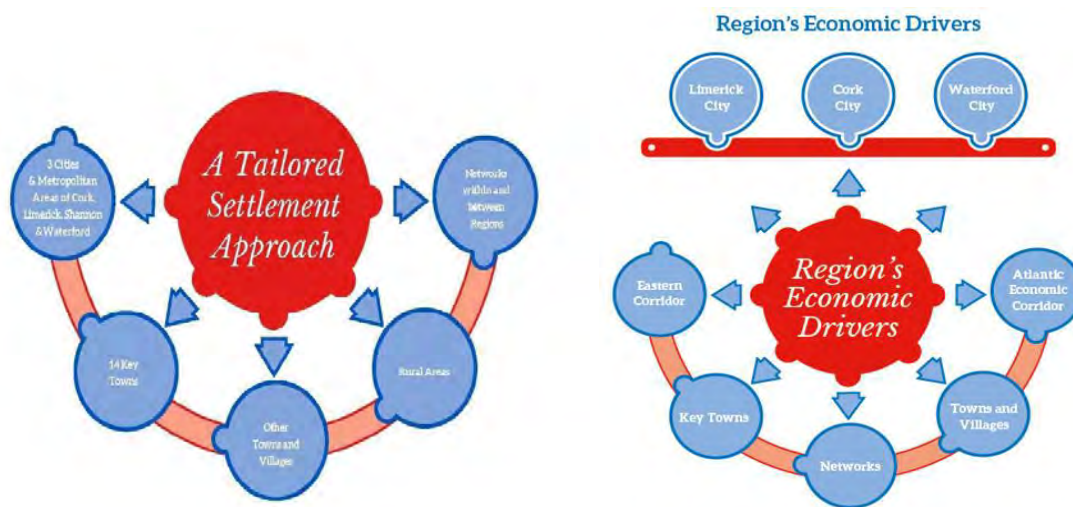 A Tailored
Settlement
Approach
3 Cities
& Metropolitan
Areas of Cork,
Limerick, Shannon
& Waterford
14 Key
Towns
Other
Towns and
Villages
Rural Areas
Networks
within and
between
Regions
Region's Economic Drivers
Limerick
City
Cork
City
Waterford
City
Region's
Economic
Drivers
Eastern
Corridor
Key Towns
Networks
Towns and
Villages
Atlantic
Economic
Corridor